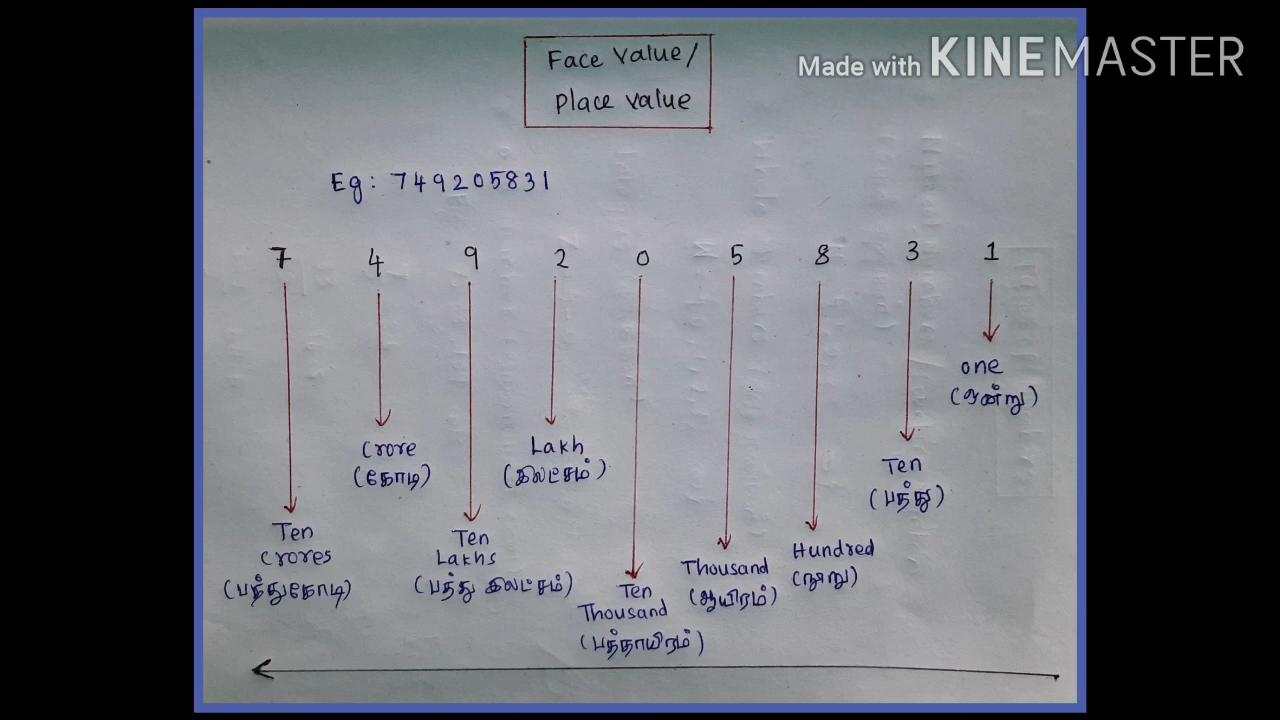 Face Value/
Place Value
Made with KINEMASTER
Eg: 749205831
7 4 9 2 0 5 8 3 1
one
(ஒன்று)
Crore
(கோடி)
Lakh
(இலட்சம்)
Ten
(பத்து)
Ten
Crores
(பத்துகோடி)
Ten
Lakhs
(பத்து இலட்சம்)
Ten
Thousand
(பத்தாயிரம்)
Thousand
(ஆயிரம்)
Hundred
(நூறு)